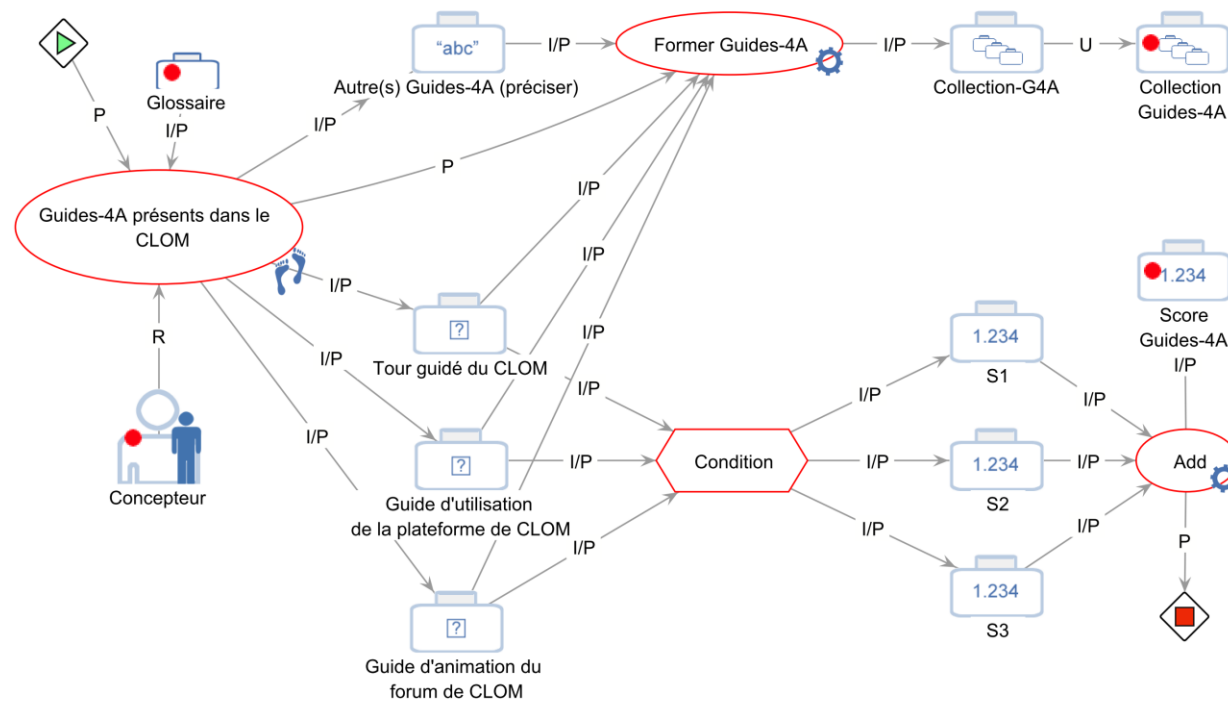 “abc”
I/P
Former Guides-4A
I/P
U
Glossaire
Autre(s) Guides-4A (préciser)
Collection-G4A
Collection
Guides-4A
P
I/P
I/P
P
I/P
Guides-4A présents dans le
CLOM
I/P
I/P
1.234
Score
Guides-4A
?
1.234
I/P
R
I/P
Tour guidé du CLOM
S1
I/P
I/P
I/P
I/P
I/P
?
I/P
Condition
I/P
1.234
I/P
Add
Concepteur
Guide d'utilisation
de la plateforme de CLOM
S2
I/P
I/P
I/P
P
?
1.234
Guide d'animation du
forum de CLOM
S3